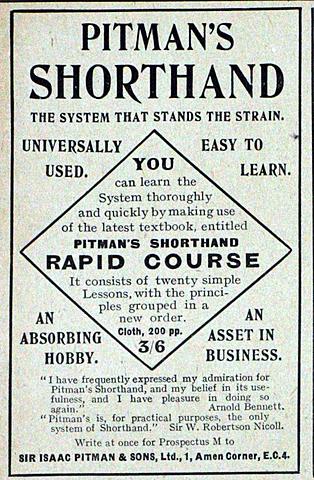 PITMAN'S
SHORTHAND
THE SYSTEM THAT STANDS THE STRAIN.
UNIVERSALLY
USED.
EASY TO
LEARN.
YOU
can learn the
System thoroughly
and quickly by making use
of the latest textbook, entitled
PITMAN'S SHORTHAND
RAPID COURSE
It consists of twenty simple
Lessons, with the princi-
ples grouped in a
new order.
Cloth, 200 pp.
3/6
AN
ABSORBING
HOBBY.
AN
ASSET IN
BUSINESS.
"I have frequently expressed my admiration for
Pitman's Shorthand, and my belief in its use-
fulness, and I have pleasure in doing so
again." Arnold Bennett.
"Pitman's is, for practical purposes, the only
system of Shorthand." Sir W. Robertson Nicoll.
Write at once for Prospectus M to
SIR ISAAC PITMAN & SONS, Ltd., 1, Amen Corner, E.C.4.